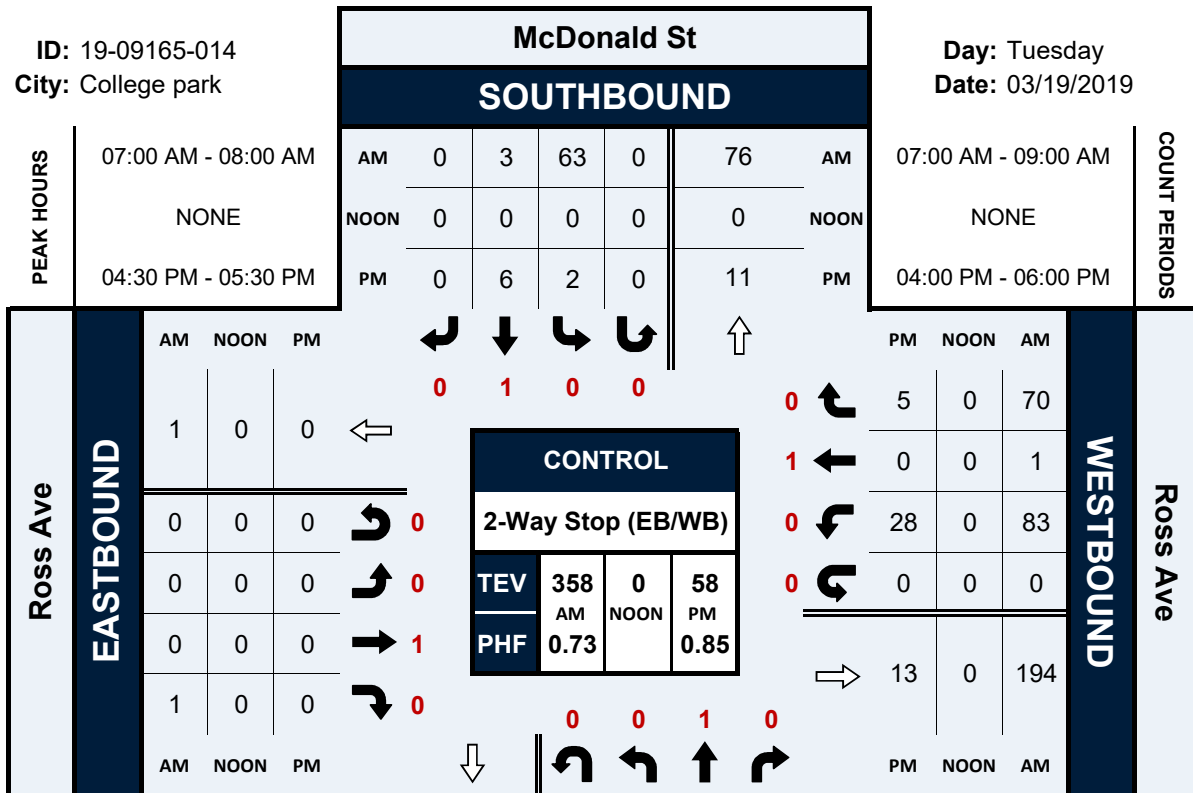 ID: 19-09165-014
City: College park
McDonald St
SOUTHBOUND
Day: Tuesday
Date: 03/19/2019
PEAK HOURS
07:00 AM - 08:00 AM
NONE
04:30 PM - 05:30 PM
AM 0 3 63 0 76 AM
NOON 0 0 0 0 0 NOON
PM 0 6 2 0 11 PM
07:00 AM - 09:00 AM
NONE
04:00 PM - 06:00 PM
COUNT PERIODS
0 1 0 0
Ross Ave
EASTBOUND
AM NOON PM
1 0 0
0 0 0 0
0 0 0 0
0 0 0 1
1 0 0 0
AM NOON PM
CONTROL
2-Way Stop (EB/WB)
TEV 358 0 58
AM NOON PM
PHF 0.73 0.85
PM NOON AM
0 5 0 70
1 0 0 1
0 28 0 83
0 0 0 0
13 0 194
PM NOON AM
WESTBOUND
Ross Ave
0 0 1 0